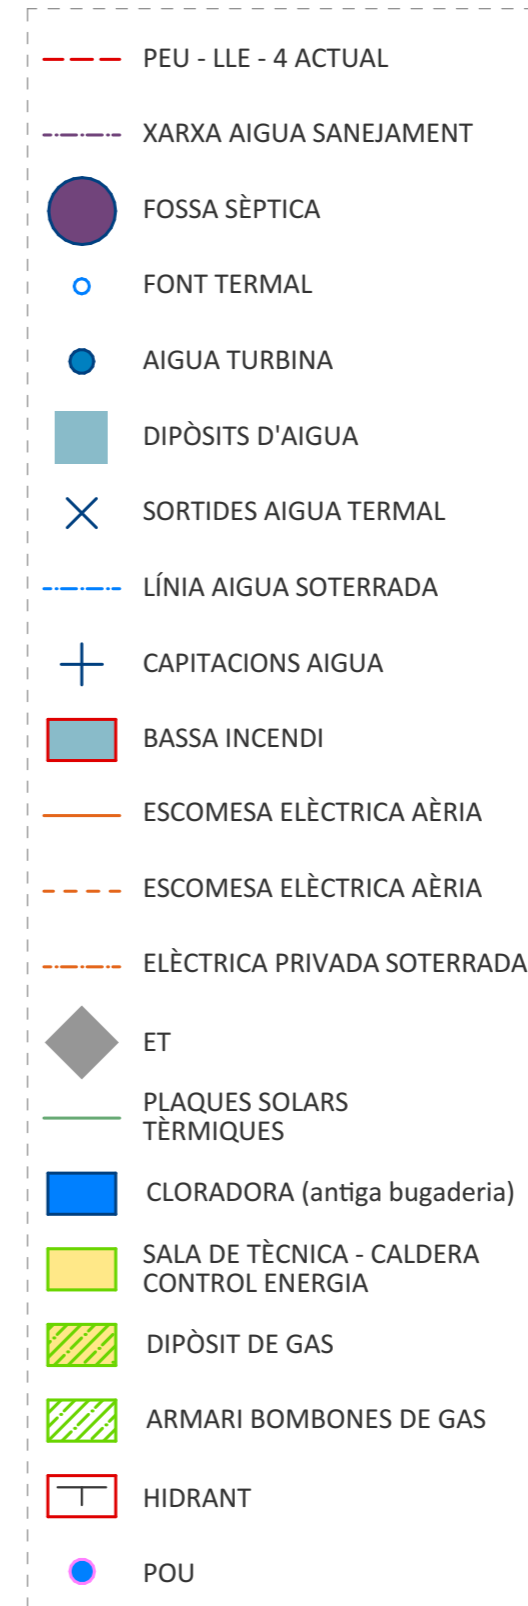 PEU - LLE - 4 ACTUAL
XARXA AIGUA SANEJAMENT
FOSSA SÈPTICA
FONT TERMAL
AIGUA TURBINA
DIPÒSITS D'AIGUA
SORTIDES AIGUA TERMAL
LÍNIA AIGUA SOTERRADA
CAPITACIONS AIGUA
BASSA INCENDI
ESCOMESA ELÈCTRICA AÈRIA
ESCOMESA ELÈCTRICA AÈRIA
ELÈCTRICA PRIVADA SOTERRADA
ET
PLAQUES SOLARS
TÈRMIQUES
CLORADORA (antiga bugaderia)
SALA DE TÈCNICA - CALDERA
CONTROL ENERGIA
DIPÒSIT DE GAS
ARMARI BOMBONES DE GAS
HIDRANT
POU